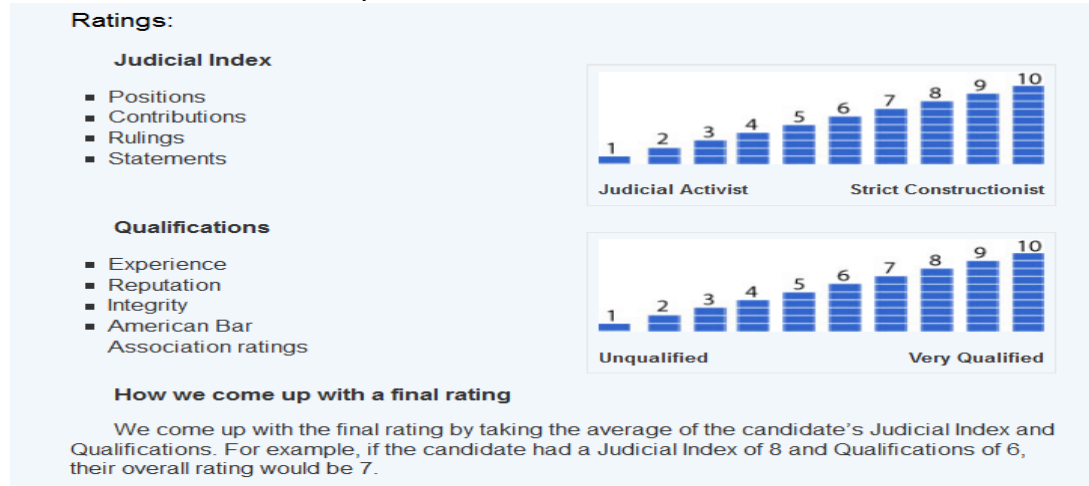 Ratings:
Judicial Index
▪ Positions
▪ Contributions
▪ Rulings
▪ Statements
1 2 3 4 5 6 7 8 9 10
Judicial Activist Strict Constructionist
Qualifications
▪ Experience
▪ Reputation
▪ Integrity
▪ American Bar
Association ratings
1 2 3 4 5 6 7 8 9 10
Unqualified Very Qualified
How we come up with a final rating
We come up with the final rating by taking the average of the candidate's Judicial Index and
Qualifications. For example, if the candidate had a Judicial Index of 8 and Qualifications of 6,
their overall rating would be 7.